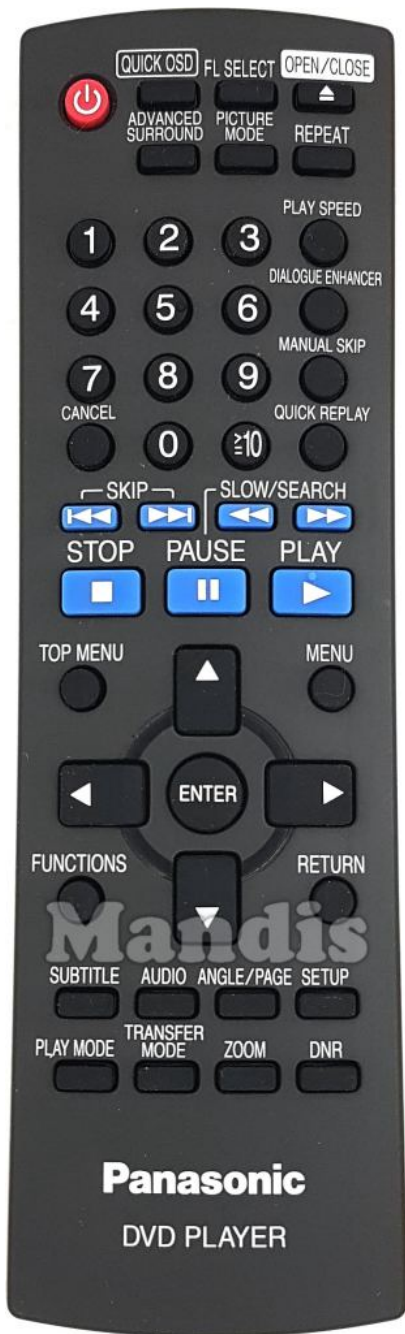 QUICK OSD FL SELECT OPEN/CLOSE
ADVANCED SURROUND PICTURE MODE REPEAT
PLAY SPEED
1 2 3
DIALOGUE ENHANCER
4 5 6
MANUAL SKIP
7 8 9
CANCEL QUICK REPLAY
0 ≧10
SKIP SLOW/SEARCH
STOP PAUSE PLAY
TOP MENU MENU
ENTER
FUNCTIONS RETURN
Mandis
SUBTITLE AUDIO ANGLE/PAGE SETUP
PLAY MODE TRANSFER MODE ZOOM DNR
Panasonic
DVD PLAYER